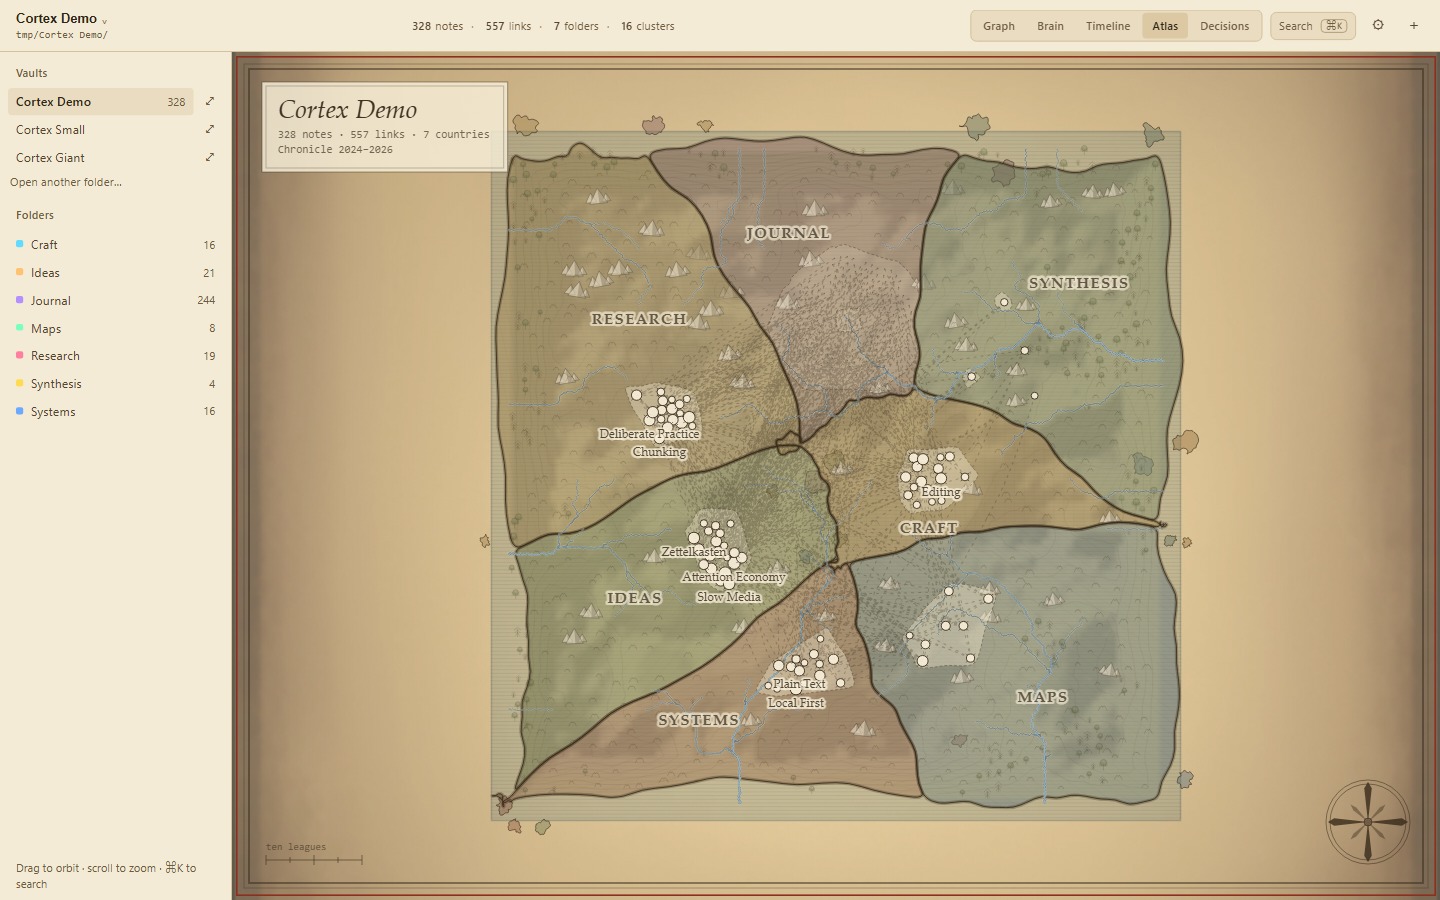 Cortex Demo
tmp/Cortex Demo/
328 notes · 557 links · 7 folders · 16 clusters
Graph Brain Timeline Atlas Decisions
Search ⌘K
Vaults
Cortex Demo 328
Cortex Small
Cortex Giant
Open another folder...
Folders
Craft 16
Ideas 21
Journal 244
Maps 8
Research 19
Synthesis 4
Systems 16
Drag to orbit · scroll to zoom · ⌘K to
search
Cortex Demo
328 notes · 557 links · 7 countries
Chronicle 2024–2026
JOURNAL
SYNTHESIS
RESEARCH
Deliberate Practice
Chunking
Editing
CRAFT
Zettelkasten
Attention Economy
Slow Media
IDEAS
Plain Text
Local First
MAPS
SYSTEMS
ten leagues